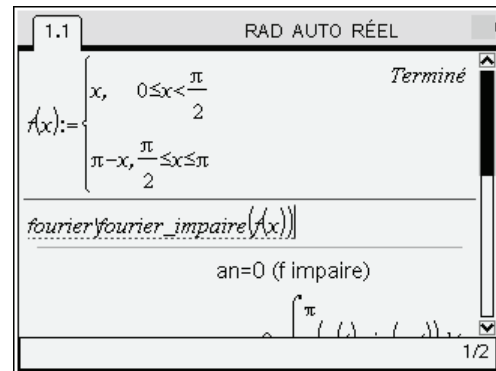 1.1 RAD AUTO RÉEL
f(x):={x, 0≤x<π/2 Terminé
π-x, π/2≤x≤π
fourier\fourier_impaire(f(x))
an=0 (f impaire)
π
1/2